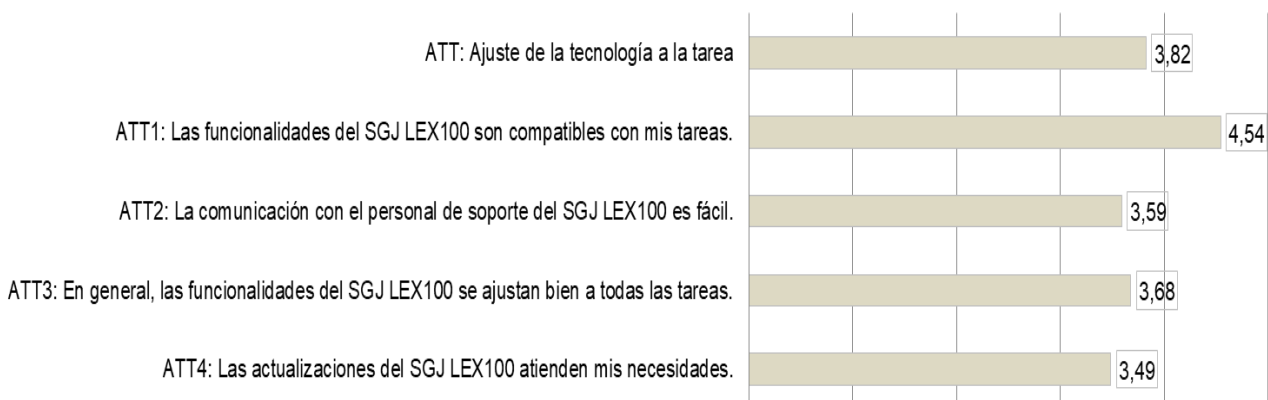 ATT: Ajuste de la tecnología a la tarea
3,82
ATT1: Las funcionalidades del SGJ LEX100 son compatibles con mis tareas.
4,54
ATT2: La comunicación con el personal de soporte del SGJ LEX100 es fácil.
3,59
ATT3: En general, las funcionalidades del SGJ LEX100 se ajustan bien a todas las tareas.
3,68
ATT4: Las actualizaciones del SGJ LEX100 atienden mis necesidades.
3,49